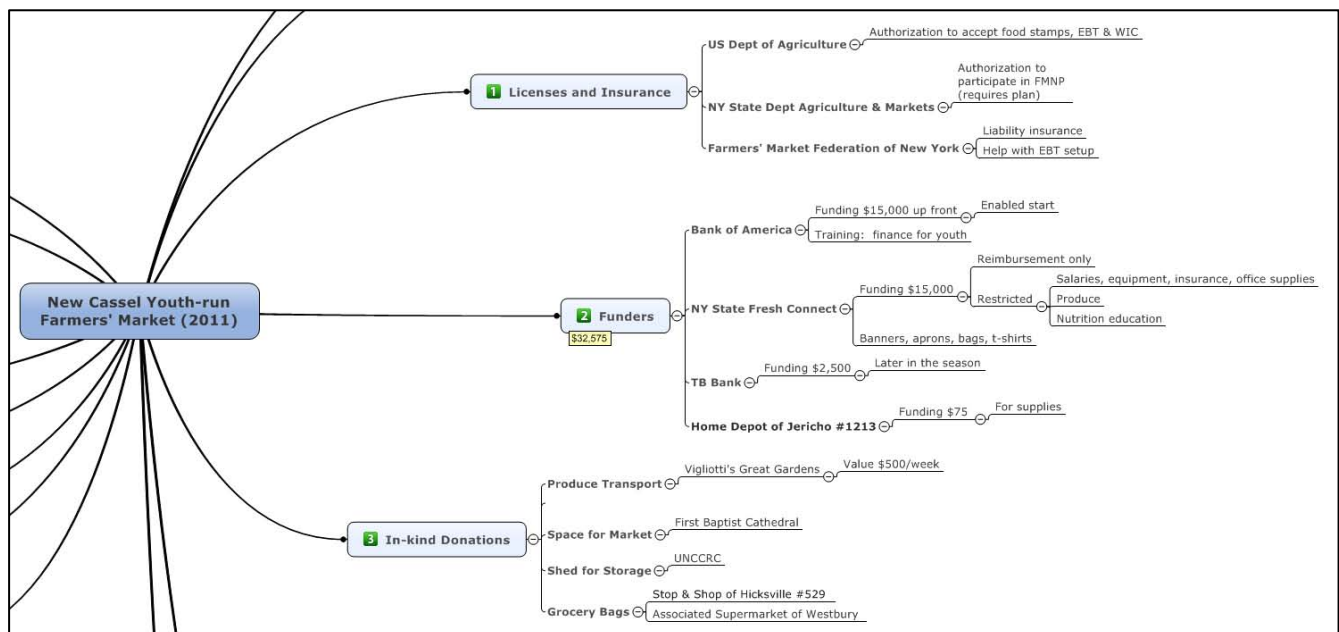 New Cassel Youth-run
Farmers' Market (2011)
1 Licenses and Insurance
US Dept of Agriculture
Authorization to accept food stamps, EBT & WIC
NY State Dept Agriculture & Markets
Authorization to
participate in FMNP
(requires plan)
Farmers' Market Federation of New York
Liability insurance
Help with EBT setup
2 Funders
$32,575
Bank of America
Funding $15,000 up front
Enabled start
Training: finance for youth
NY State Fresh Connect
Funding $15,000
Reimbursement only
Restricted
Salaries, equipment, insurance, office supplies
Produce
Nutrition education
Banners, aprons, bags, t-shirts
TB Bank
Funding $2,500
Later in the season
Home Depot of Jericho #1213
Funding $75
For supplies
3 In-kind Donations
Produce Transport
Vigliotti's Great Gardens
Value $500/week
Space for Market
First Baptist Cathedral
Shed for Storage
UNCCRC
Grocery Bags
Stop & Shop of Hicksville #529
Associated Supermarket of Westbury